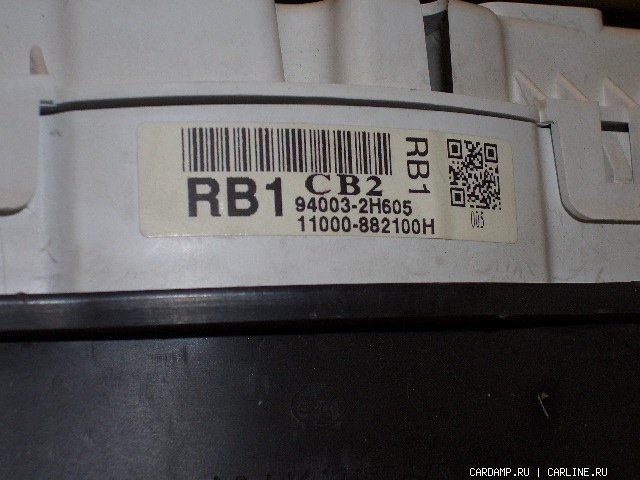 CB2
RB1
94003-2H605
11000-882100H
RB1
005
CARDAMP.RU | CARLINE.RU